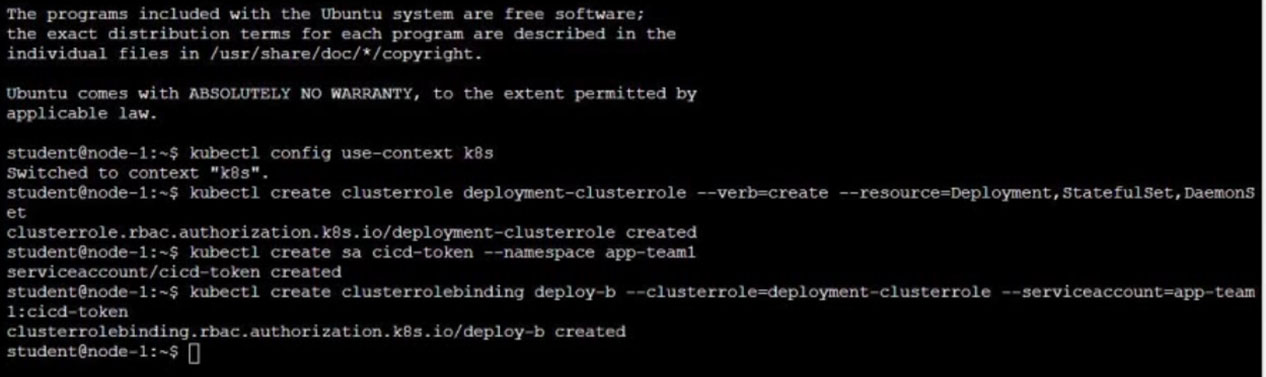 The programs included with the Ubuntu system are free software;
the exact distribution terms for each program are described in the
individual files in /usr/share/doc/*/copyright.
Ubuntu comes with ABSOLUTELY NO WARRANTY, to the extent permitted by
applicable law.
student@node-1:~$ kubectl config use-context k8s
Switched to context "k8s".
student@node-1:~$ kubectl create clusterrole deployment-clusterrole --verb=create --resource=Deployment,StatefulSet,DaemonS
et
clusterrole.rbac.authorization.k8s.io/deployment-clusterrole created
student@node-1:~$ kubectl create sa cicd-token --namespace app-team1
serviceaccount/cicd-token created
student@node-1:~$ kubectl create clusterrolebinding deploy-b --clusterrole=deployment-clusterrole --serviceaccount=app-team
1:cicd-token
clusterrolebinding.rbac.authorization.k8s.io/deploy-b created
student@node-1:~$